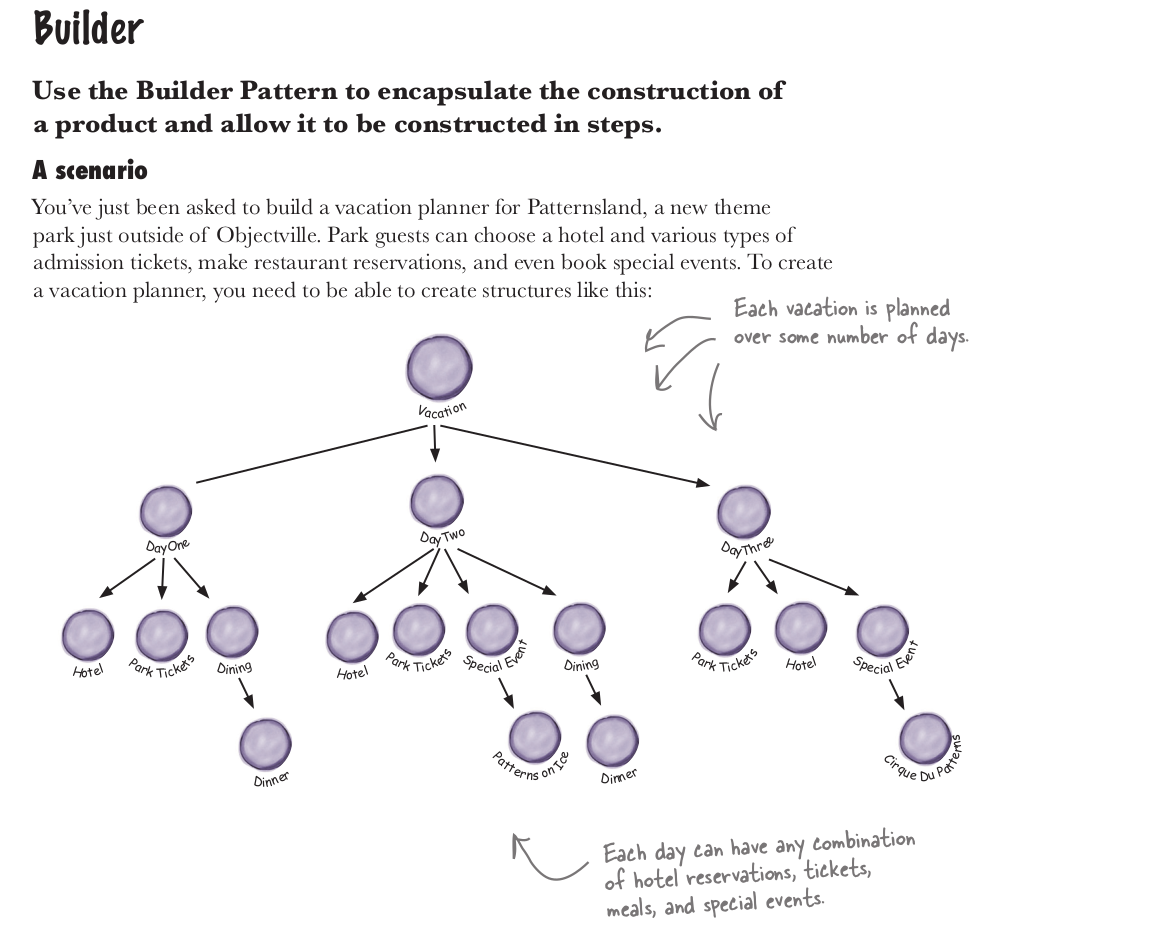 Builder
Use the Builder Pattern to encapsulate the construction of
a product and allow it to be constructed in steps.
A scenario
You’ve just been asked to build a vacation planner for Patternsland, a new theme
park just outside of Objectville. Park guests can choose a hotel and various types of
admission tickets, make restaurant reservations, and even book special events. To create
a vacation planner, you need to be able to create structures like this:
Each vacation is planned
over some number of days.
Vacation
Day One
Day Two
Day Three
Hotel
Park Tickets
Dining
Hotel
Park Tickets
Special Event
Dining
Park Tickets
Hotel
Special Event
Dinner
Patterns on Ice
Dinner
Cirque Du Patterns
Each day can have any combination
of hotel reservations, tickets,
meals, and special events.